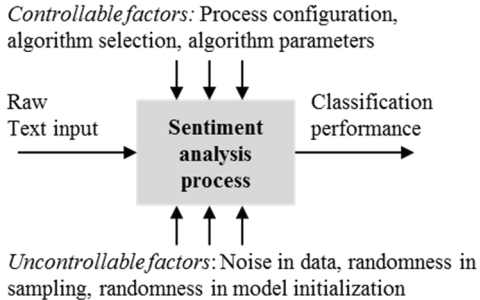 Controllable factors: Process configuration,
algorithm selection, algorithm parameters
Raw
Text input
Sentiment
analysis
process
Classification
performance
Uncontrollable factors: Noise in data, randomness in
sampling, randomness in model initialization